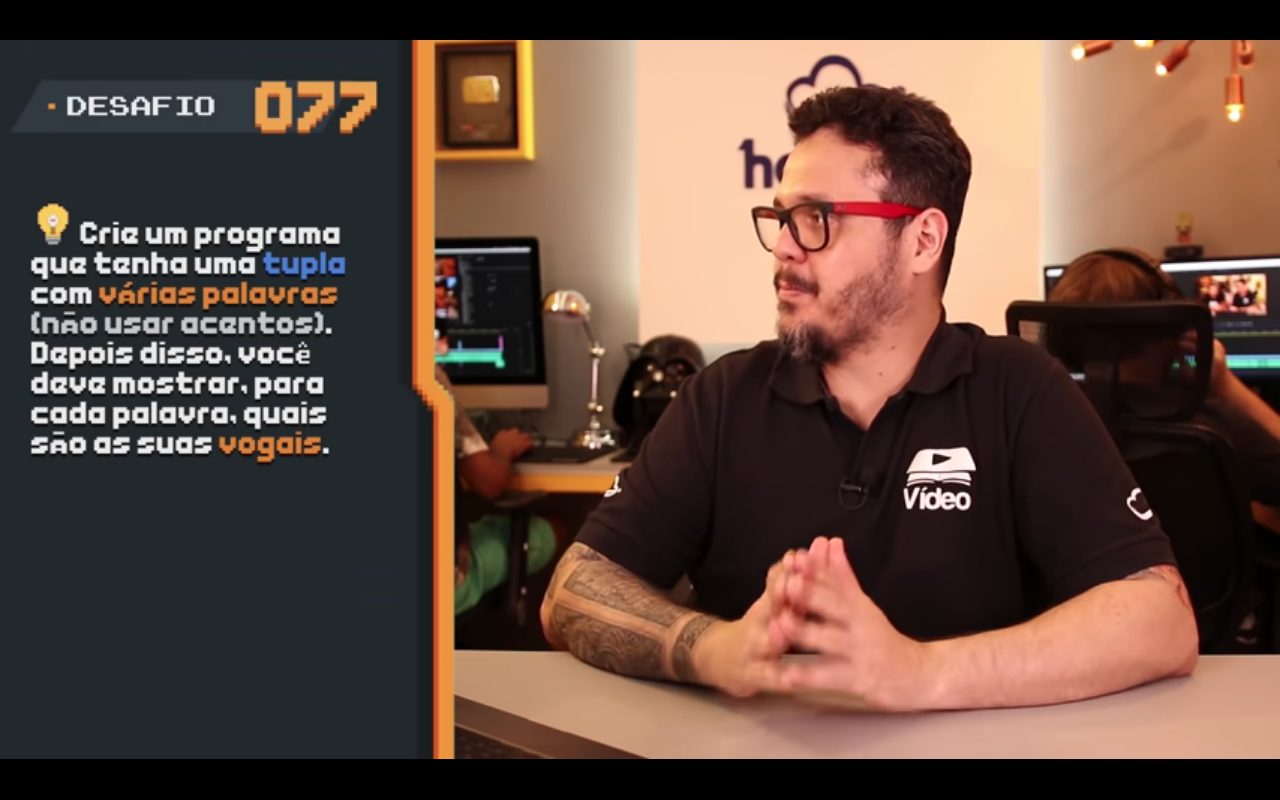 DESAFIO 077
Crie um programa
que tenha uma tupla
com várias palavras
(não usar acentos).
Depois disso, você
deve mostrar, para
cada palavra, quais
são as suas vogais.
Vídeo